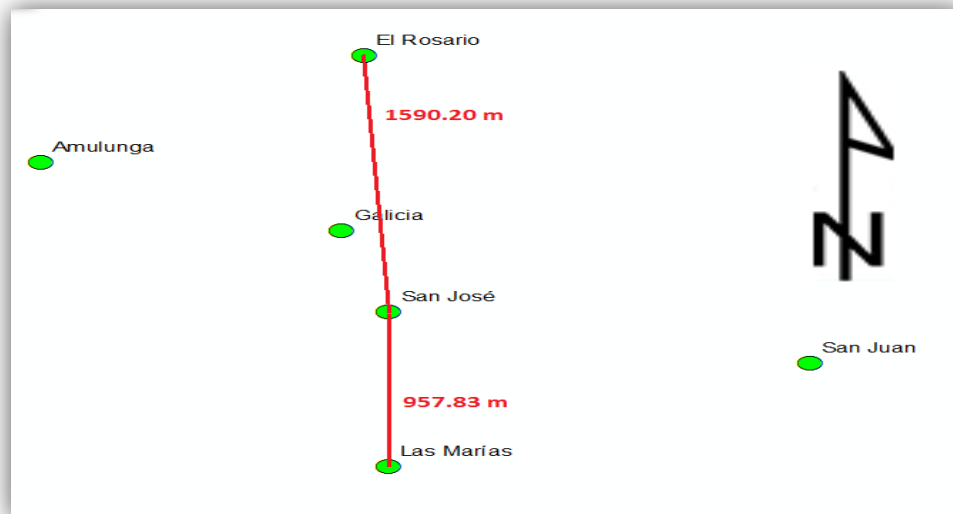 El Rosario
1590.20 m
Amulunga
Galicia
San José
San Juan
957.83 m
Las Marías
N